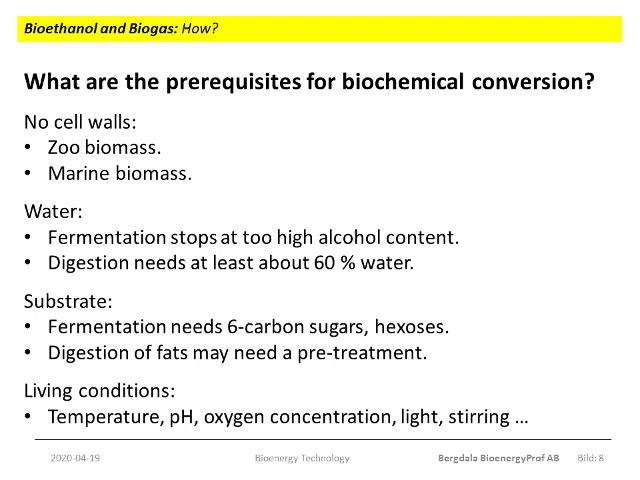 Bioethanol and Biogas: How?
What are the prerequisites for biochemical conversion?
No cell walls:
• Zoo biomass.
• Marine biomass.
Water:
• Fermentation stops at too high alcohol content.
• Digestion needs at least about 60 % water.
Substrate:
• Fermentation needs 6-carbon sugars, hexoses.
• Digestion of fats may need a pre-treatment.
Living conditions:
• Temperature, pH, oxygen concentration, light, stirring …
2020-04-19 Bioenergy Technology Bergdala BioenergyProf AB Bild: 8